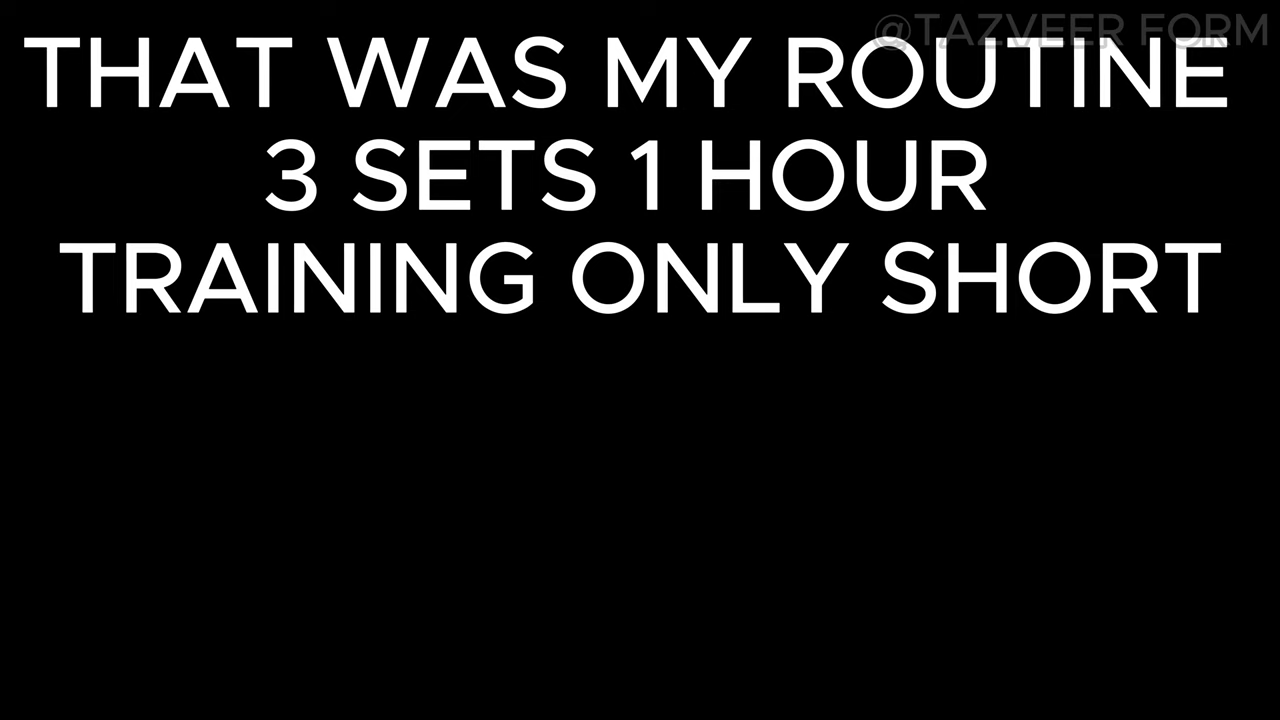 @TAZVEER FORM
THAT WAS MY ROUTINE
3 SETS 1 HOUR
TRAINING ONLY SHORT